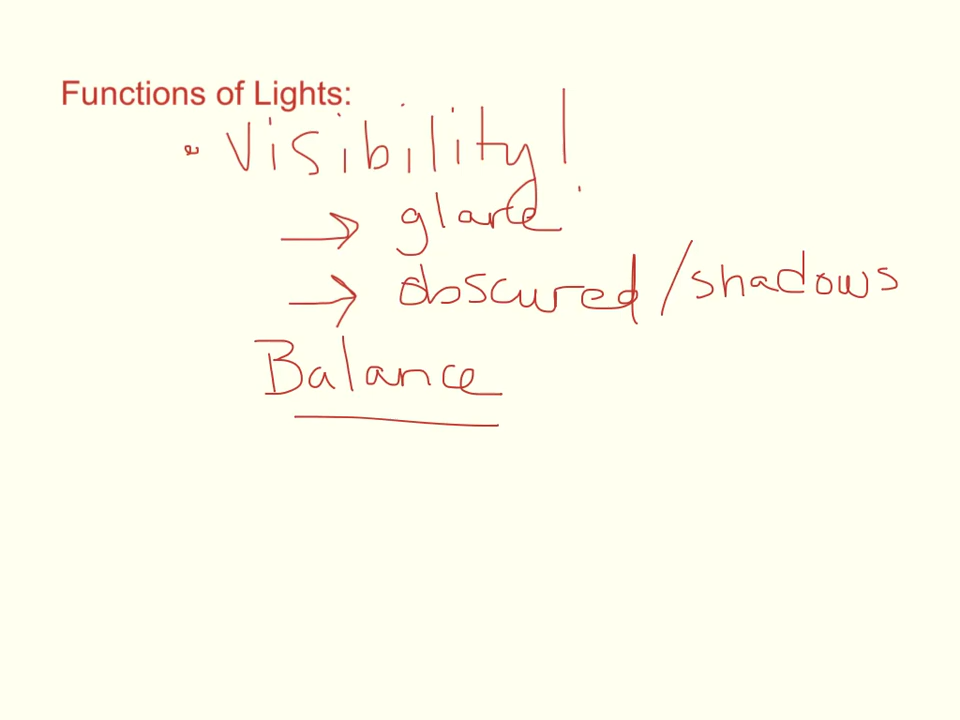 Functions of Lights:
• Visibility!
→ glare
→ obscured/shadows
Balance